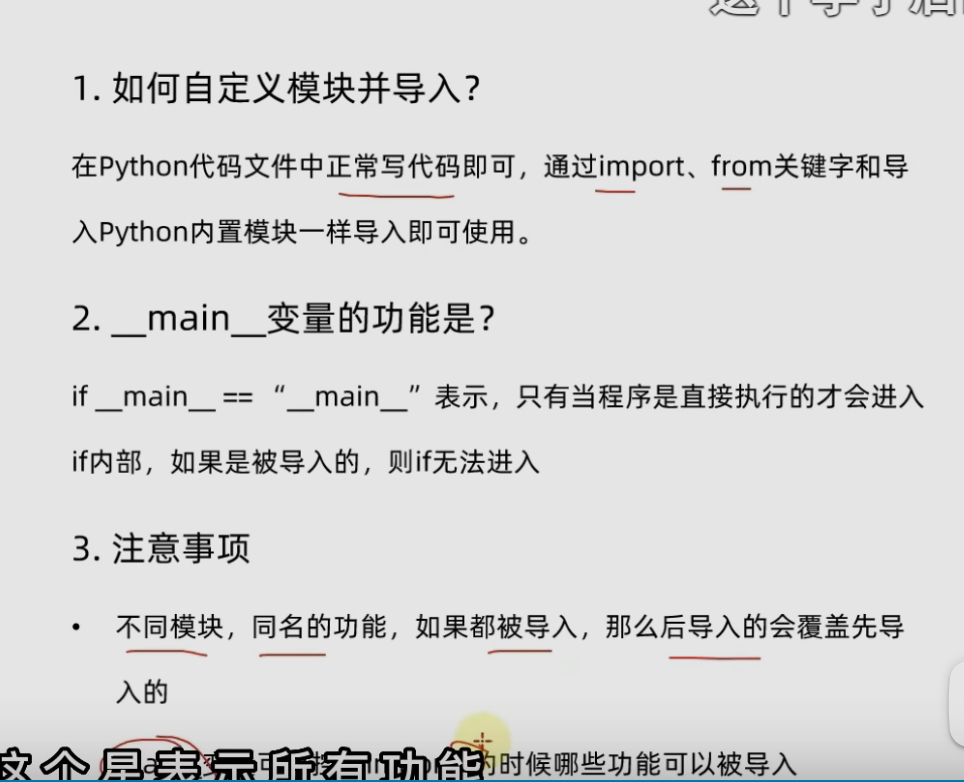 1. 如何自定义模块并导入？
在Python代码文件中正常写代码即可，通过import、from关键字和导
入Python内置模块一样导入即可使用。
2. __main__变量的功能是？
if __main__ == “__main__”表示，只有当程序是直接执行的才会进入
if内部，如果是被导入的，则if无法进入
3. 注意事项
• 不同模块，同名的功能，如果都被导入，那么后导入的会覆盖先导
入的
的时候哪些功能可以被导入
这个星表示所有功能